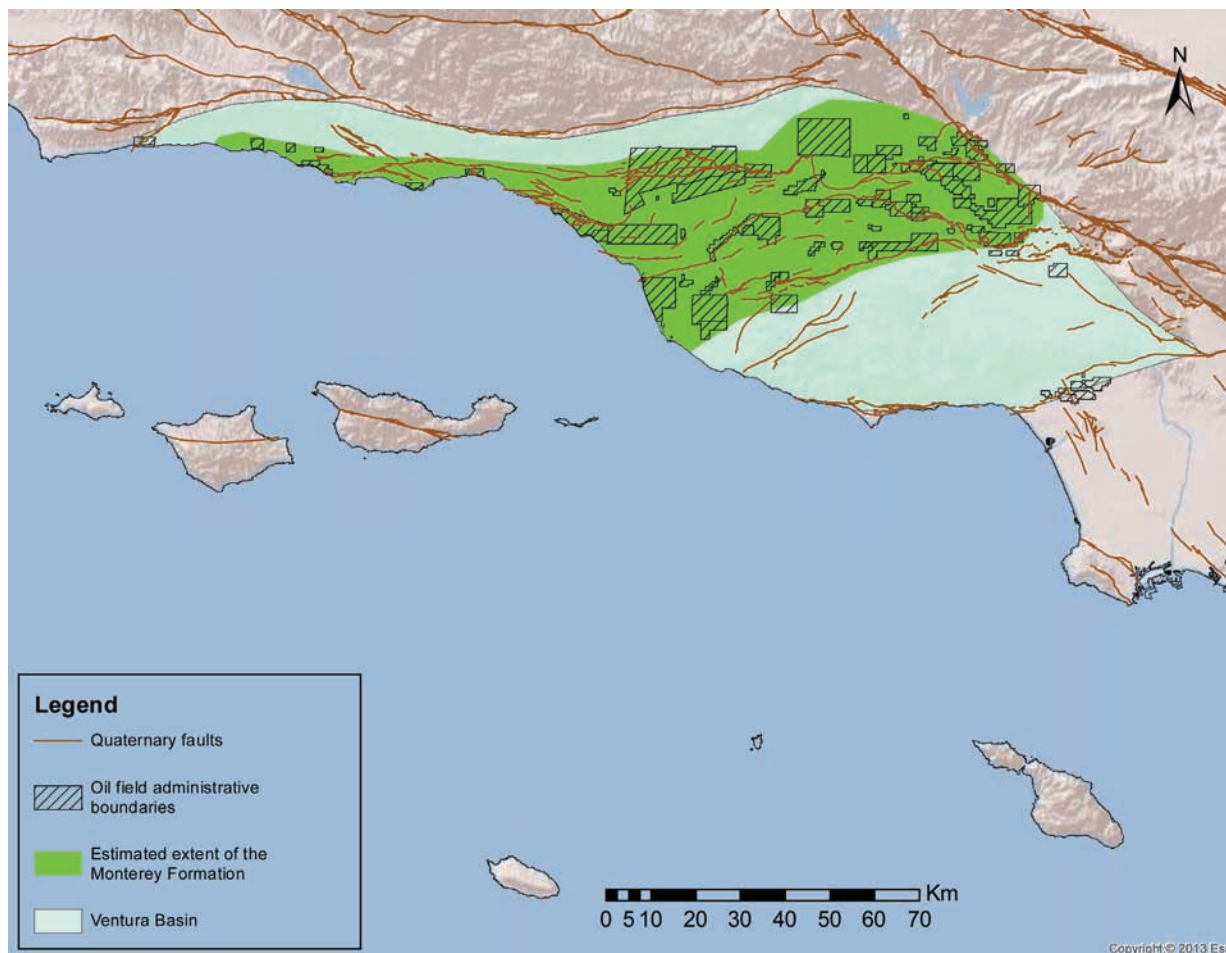 N
Legend
Quaternary faults
Oil field administrative
boundaries
Estimated extent of the
Monterey Formation
Ventura Basin
Km
0 5 10 20 30 40 50 60 70
Copyright:© 2013 Es